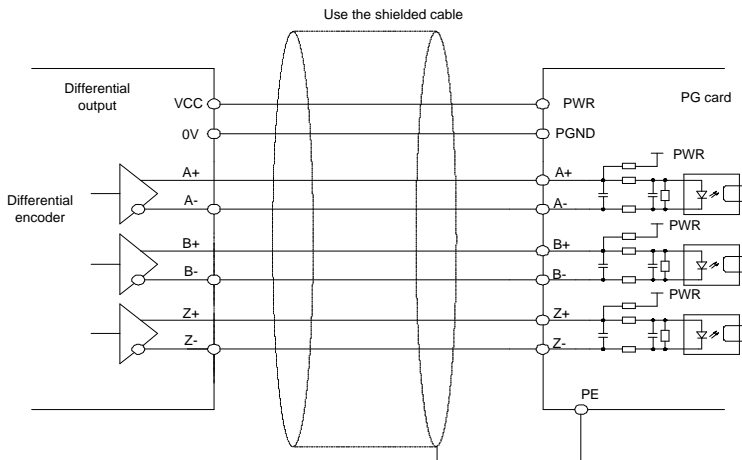 Use the shielded cable
Differential
output
VCC
PWR
PG card
0V
PGND
A+
A+
PWR
Differential
encoder
A-
A-
PWR
B+
B+
B-
B-
PWR
Z+
Z+
Z-
Z-
PE